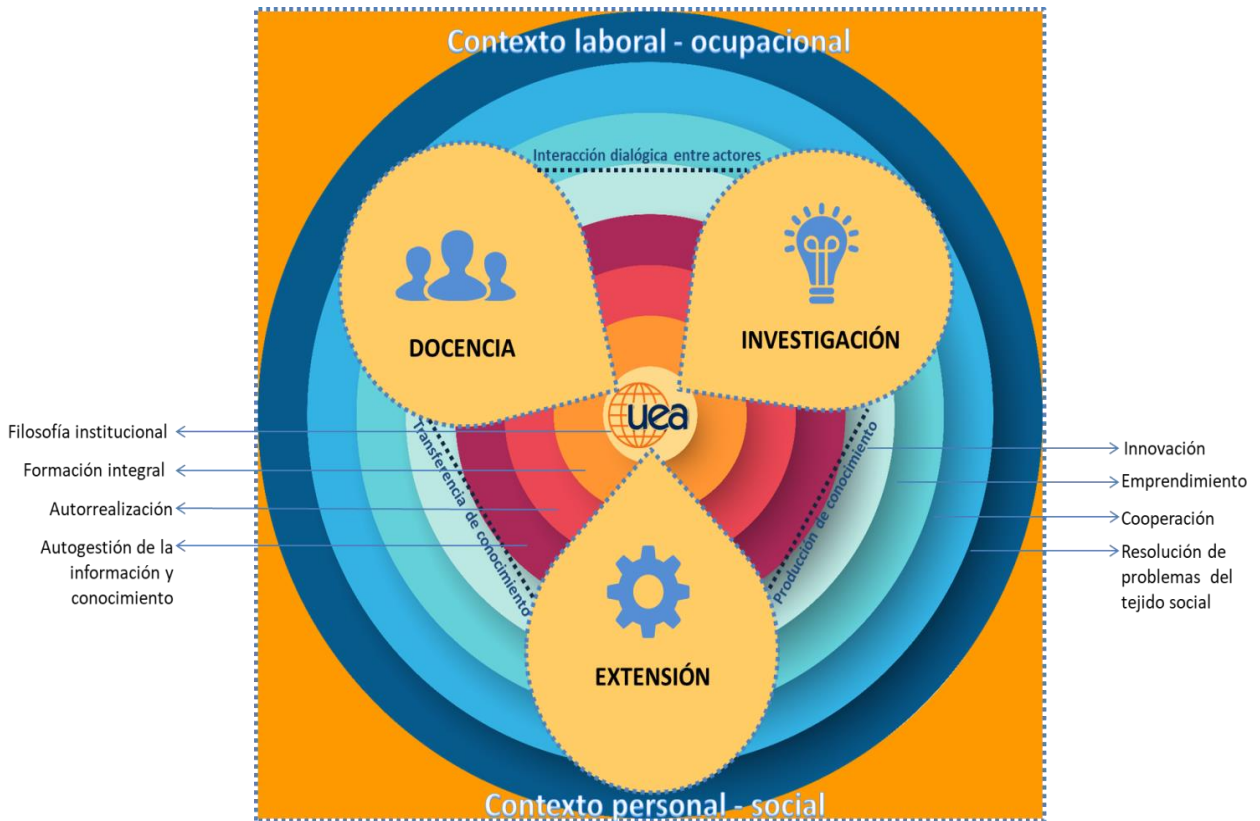 Contexto laboral - ocupacional
Interacción dialógica entre actores
DOCENCIA
INVESTIGACIÓN
uea
Filosofía institucional
Formación integral
Autorrealización
Autogestión de la
información y
conocimiento
Transferencia de conocimiento
Producción de conocimiento
Innovación
Emprendimiento
Cooperación
Resolución de
problemas del
tejido social
EXTENSIÓN
Contexto personal - social